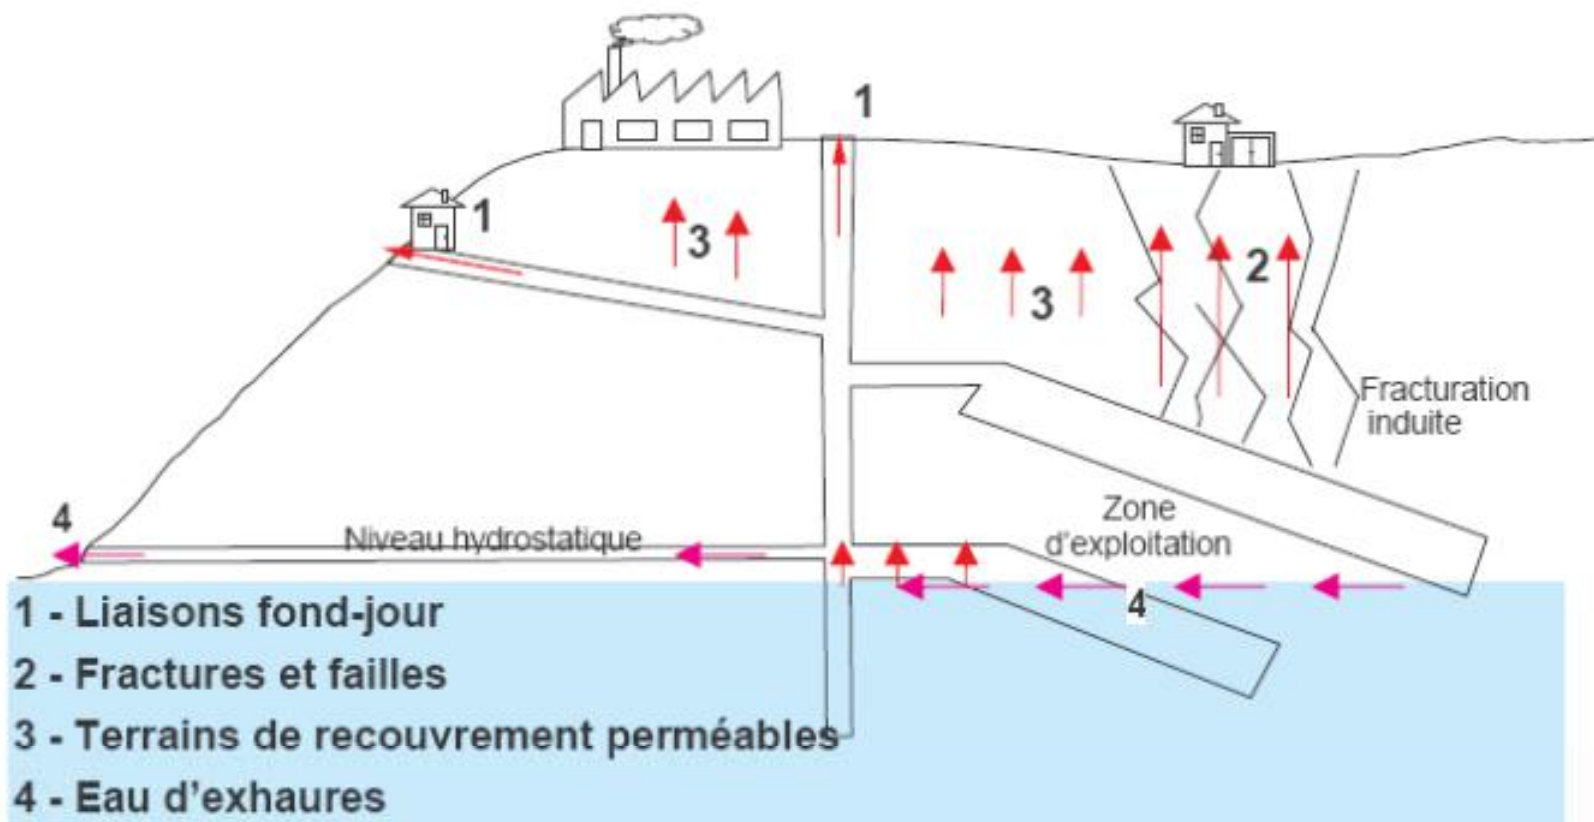 1
1
3
2
3
Fracturation
induite
4
Niveau hydrostatique
Zone
d'exploitation
4
1 - Liaisons fond-jour
2 - Fractures et failles
3 - Terrains de recouvrement perméables
4 - Eau d'exhaures